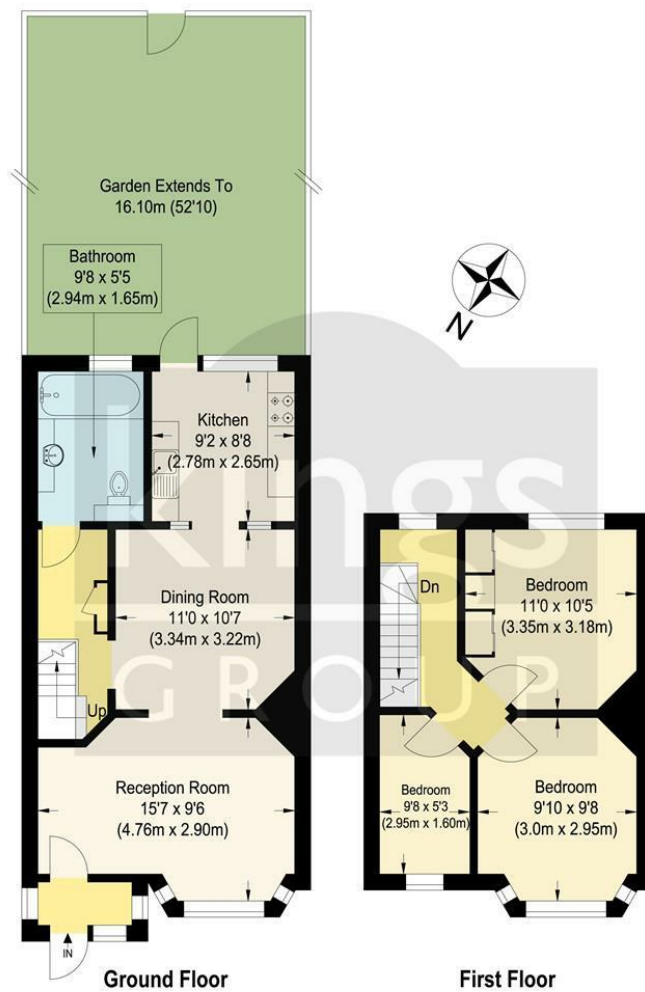 Garden Extends To
16.10m (52'10)
Bathroom
9'8 x 5'5
(2.94m x 1.65m)
N
Kitchen
9'2 x 8'8
(2.78m x 2.65m)
kings
GROUP
Dining Room
11'0 x 10'7
(3.34m x 3.22m)
Up
Reception Room
15'7 x 9'6
(4.76m x 2.90m)
IN
Ground Floor
Dn
Bedroom
11'0 x 10'5
(3.35m x 3.18m)
Bedroom
9'8 x 5'3
(2.95m x 1.60m)
Bedroom
9'10 x 9'8
(3.0m x 2.95m)
First Floor